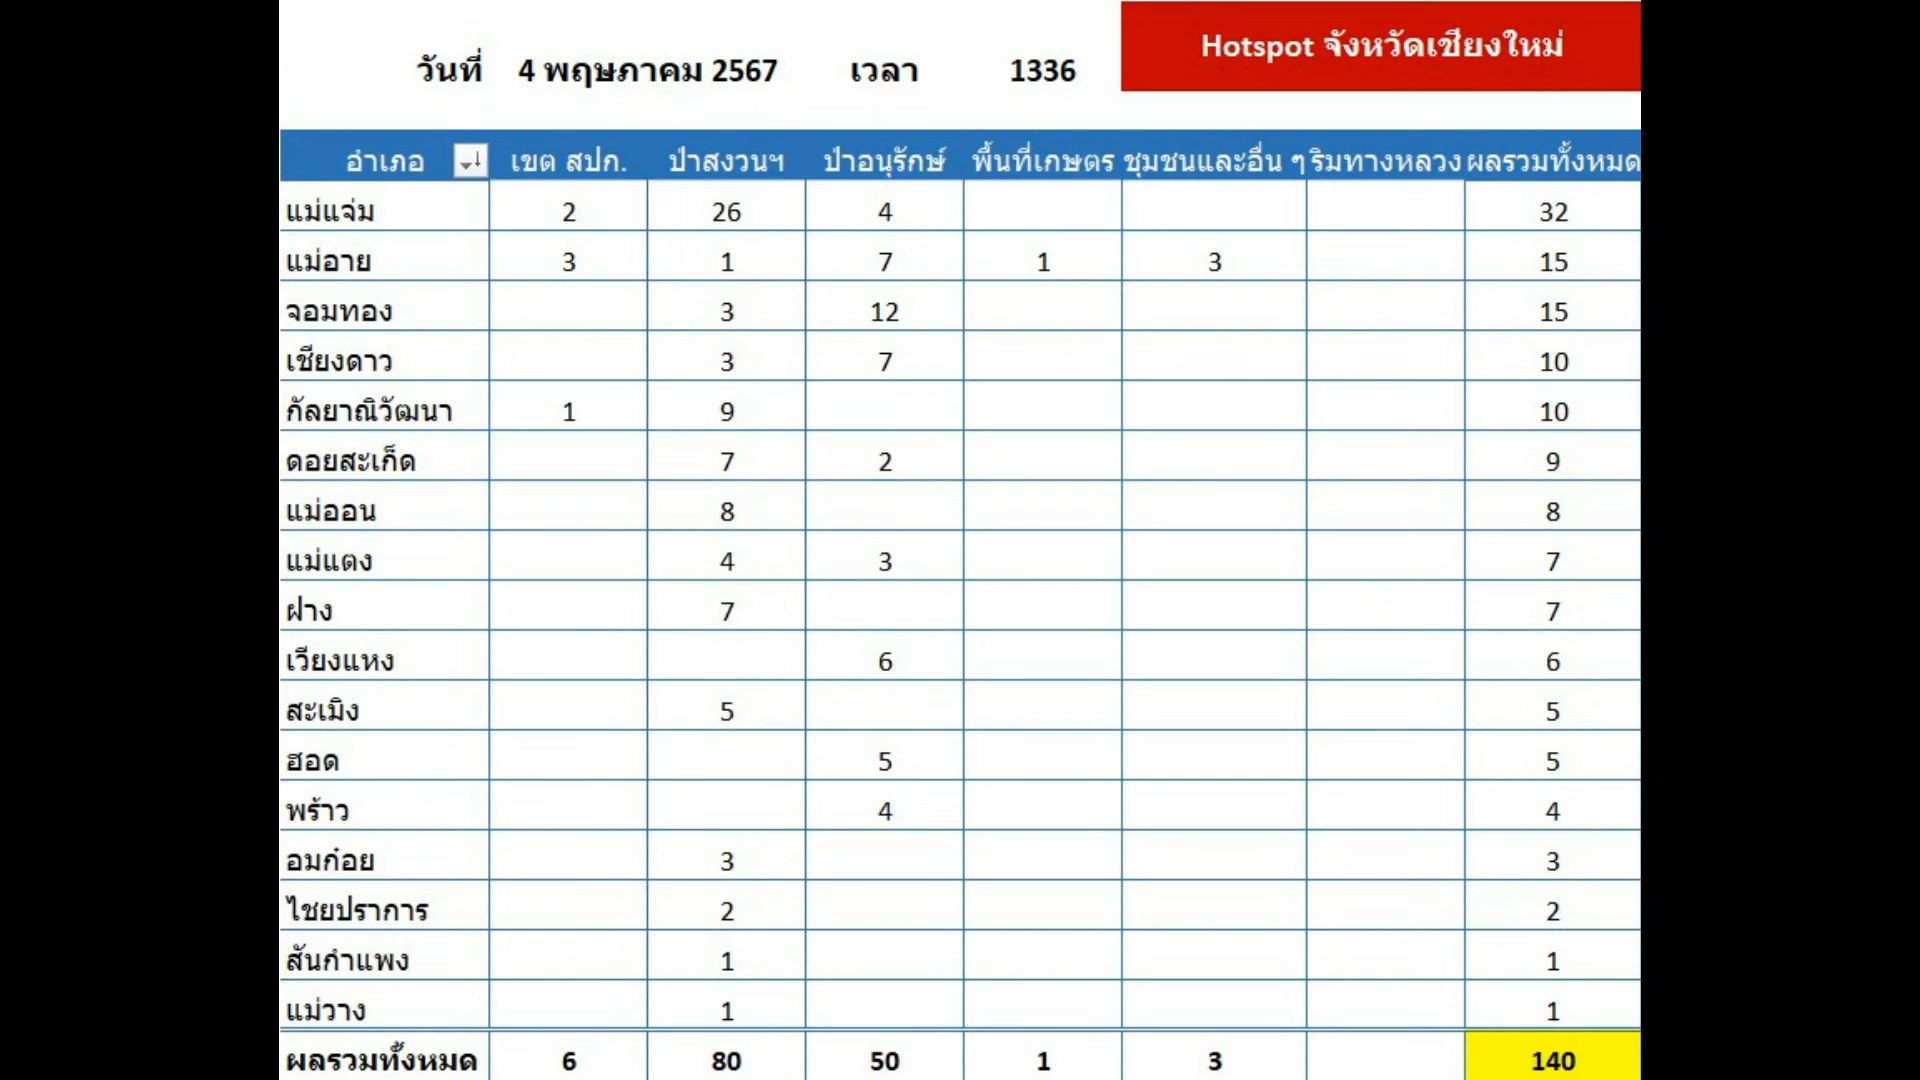 Hotspot จังหวัดเชียงใหม่
วันที่ 4 พฤษภาคม 2567 เวลา 1336
อำเภอ เขต สปก. ป่าสงวนฯ ป่าอนุรักษ์ พื้นที่เกษตร ชุมชนและอื่น ๆ ริมทางหลวง ผลรวมทั้งหมด
แม่แจ่ม 2 26 4 32
แม่อาย 3 1 7 1 3 15
จอมทอง 3 12 15
เชียงดาว 3 7 10
กัลยาณิวัฒนา 1 9 10
ดอยสะเก็ด 7 2 9
แม่ออน 8 8
แม่แตง 4 3 7
ฝาง 7 7
เวียงแหง 6 6
สะเมิง 5 5
ฮอด 5 5
พร้าว 4 4
อมก๋อย 3 3
ไชยปราการ 2 2
สันกำแพง 1 1
แม่วาง 1 1
ผลรวมทั้งหมด 6 80 50 1 3 140